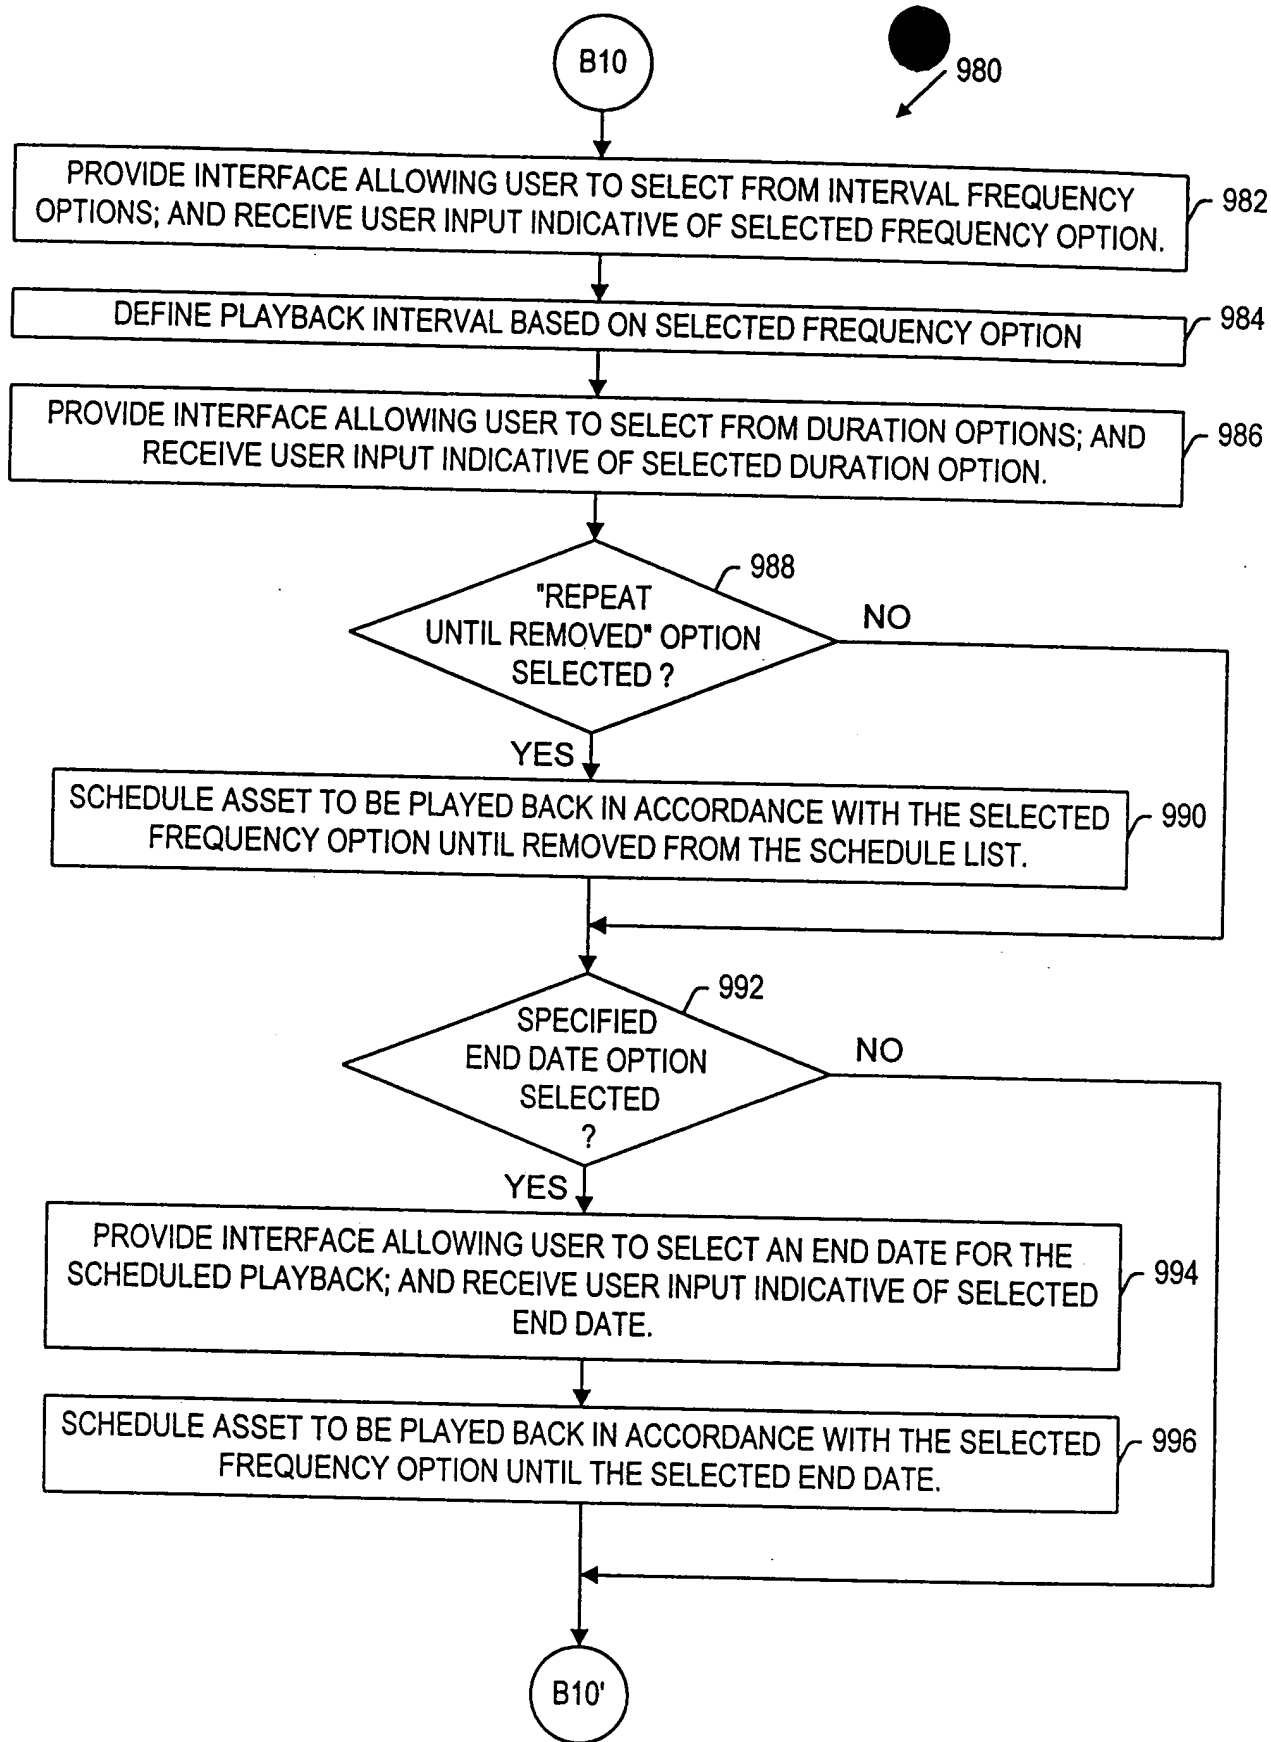 B10
980
PROVIDE INTERFACE ALLOWING USER TO SELECT FROM INTERVAL FREQUENCY
OPTIONS; AND RECEIVE USER INPUT INDICATIVE OF SELECTED FREQUENCY OPTION.
982
DEFINE PLAYBACK INTERVAL BASED ON SELECTED FREQUENCY OPTION
984
PROVIDE INTERFACE ALLOWING USER TO SELECT FROM DURATION OPTIONS; AND
RECEIVE USER INPUT INDICATIVE OF SELECTED DURATION OPTION.
986
988
"REPEAT
UNTIL REMOVED" OPTION
SELECTED ?
NO
YES
SCHEDULE ASSET TO BE PLAYED BACK IN ACCORDANCE WITH THE SELECTED
FREQUENCY OPTION UNTIL REMOVED FROM THE SCHEDULE LIST.
990
992
SPECIFIED
END DATE OPTION
SELECTED
?
NO
YES
PROVIDE INTERFACE ALLOWING USER TO SELECT AN END DATE FOR THE
SCHEDULED PLAYBACK; AND RECEIVE USER INPUT INDICATIVE OF SELECTED
END DATE.
994
SCHEDULE ASSET TO BE PLAYED BACK IN ACCORDANCE WITH THE SELECTED
FREQUENCY OPTION UNTIL THE SELECTED END DATE.
996
B10'